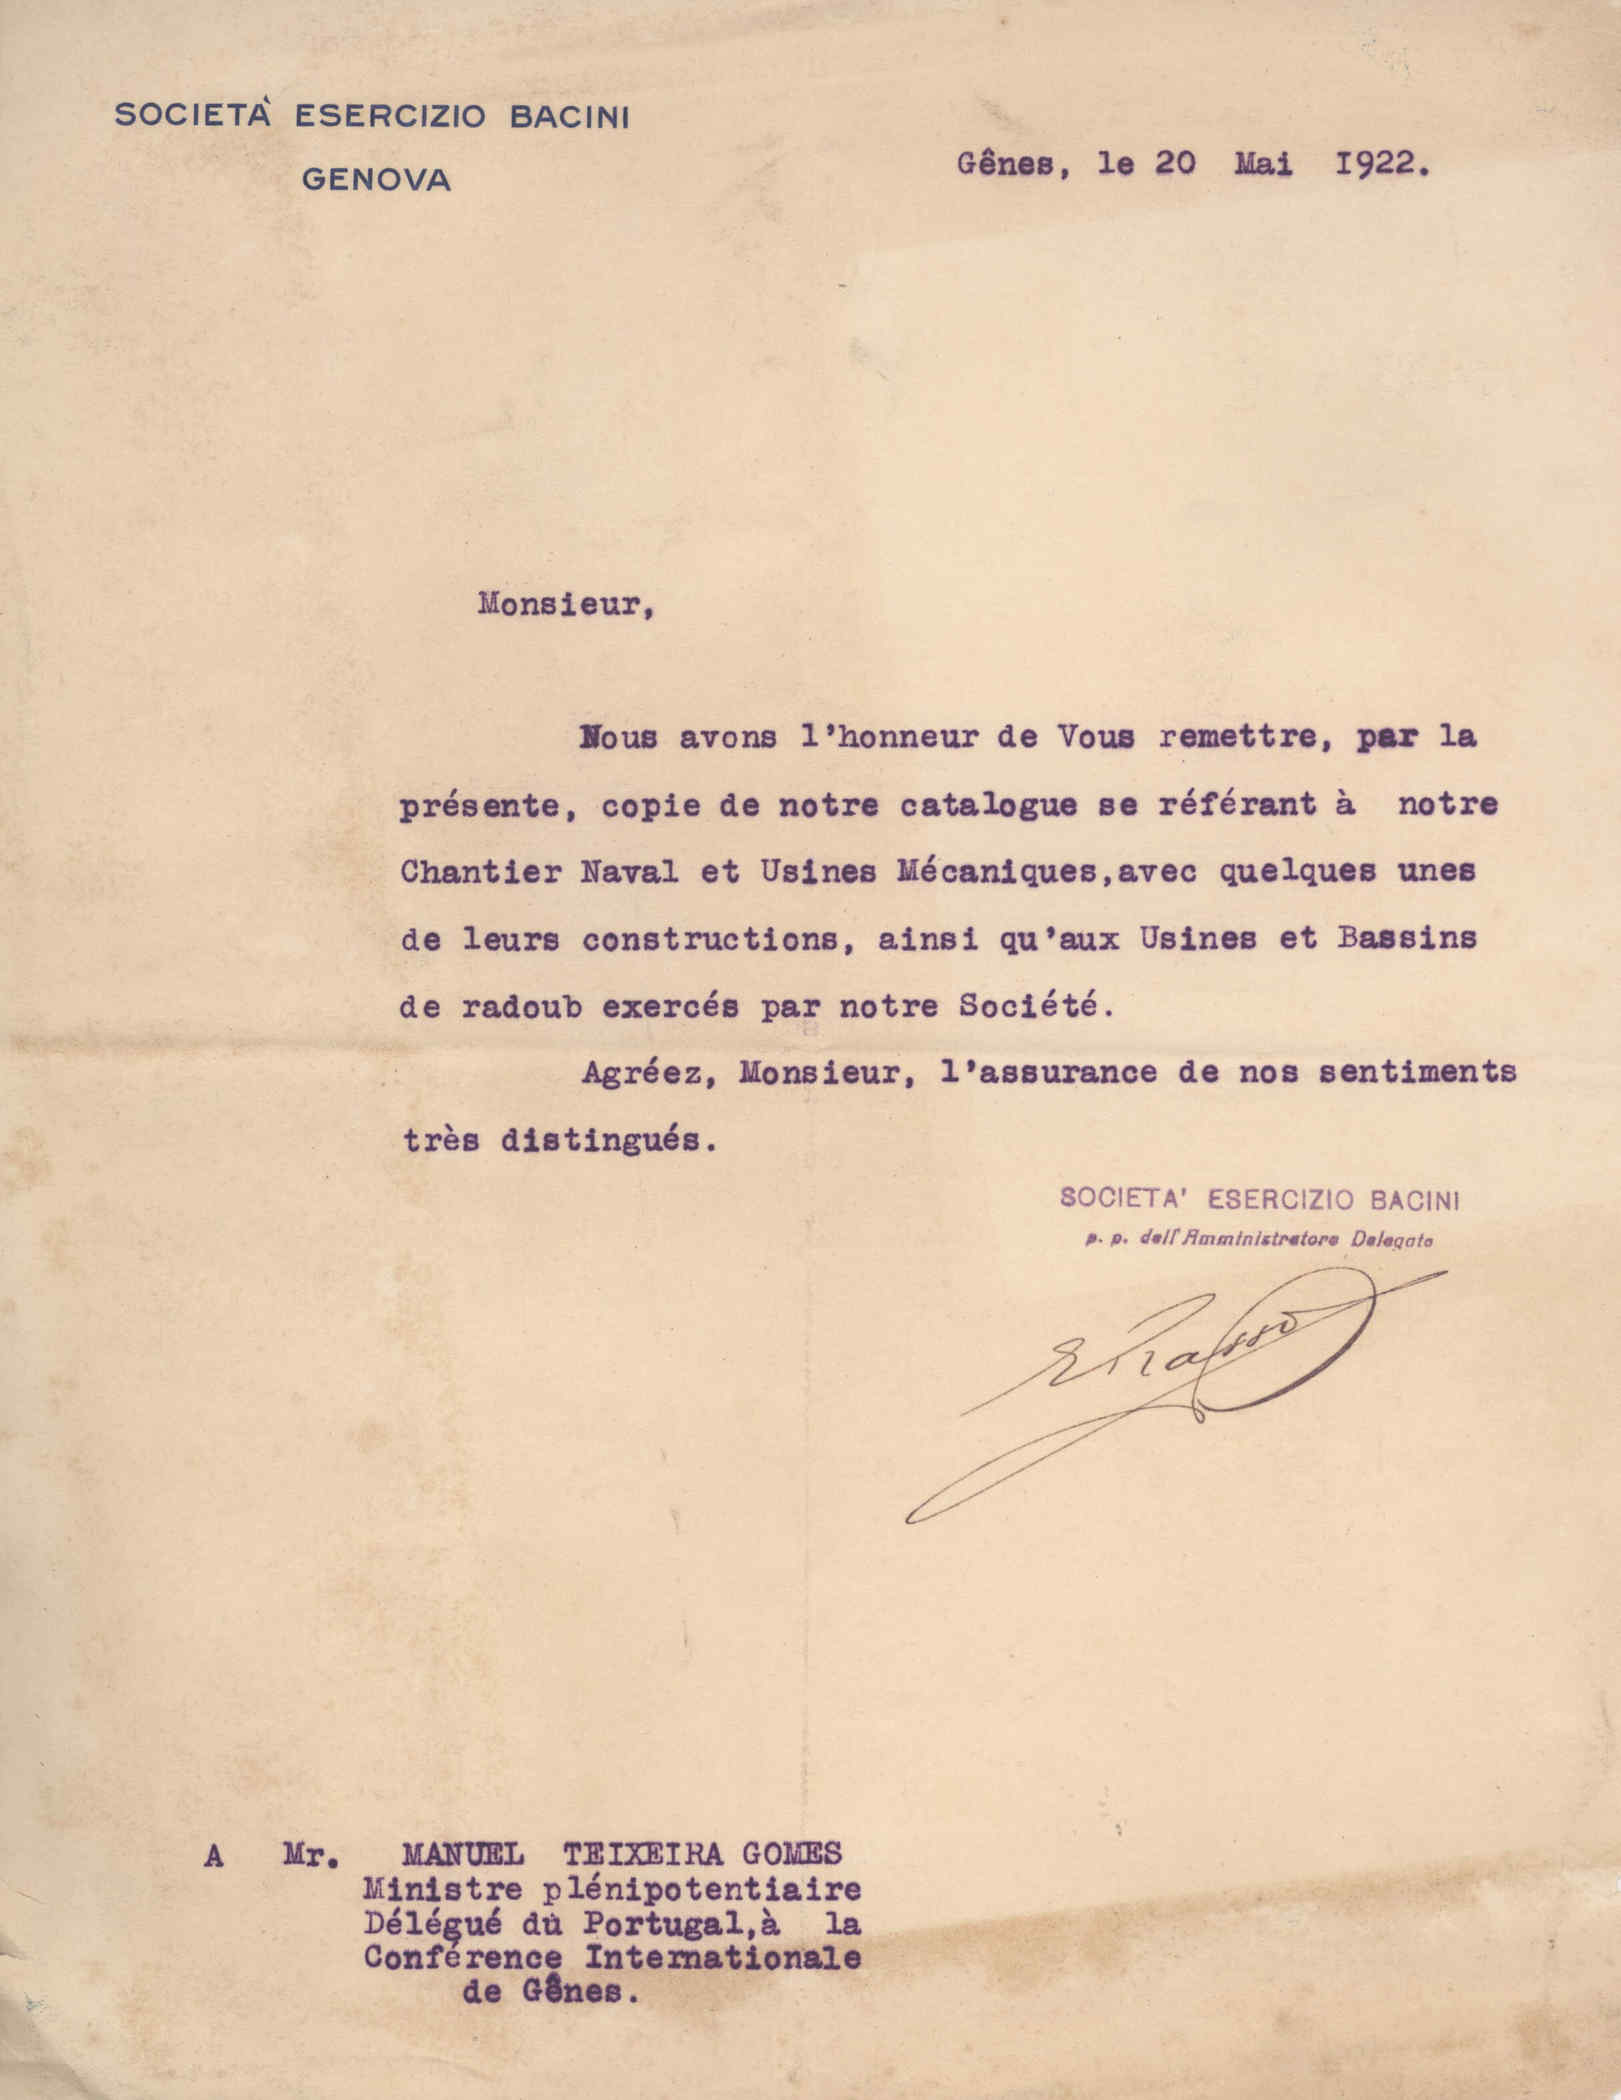 SOCIETÀ ESERCIZIO BACINI
GENOVA
Gênes, le 20 Mai I922.
Monsieur,
Nous avons l'honneur de Vous remettre, par la
présente, copie de notre catalogue se référant à notre
Chantier Naval et Usines Mécaniques,avec quelques unes
de leurs constructions, ainsi qu'aux Usines et Bassins
de radoub exercés par notre Société.
Agréez, Monsieur, l'assurance de nos sentiments
très distingués.
SOCIETA' ESERCIZIO BACINI
p. p. dell'Amministratore Delegato
A Mr. MANUEL TEIXEIRA GOMES
Ministre plénipotentiaire
Délégué du Portugal,à la
Conférence Internationale
de Gênes.